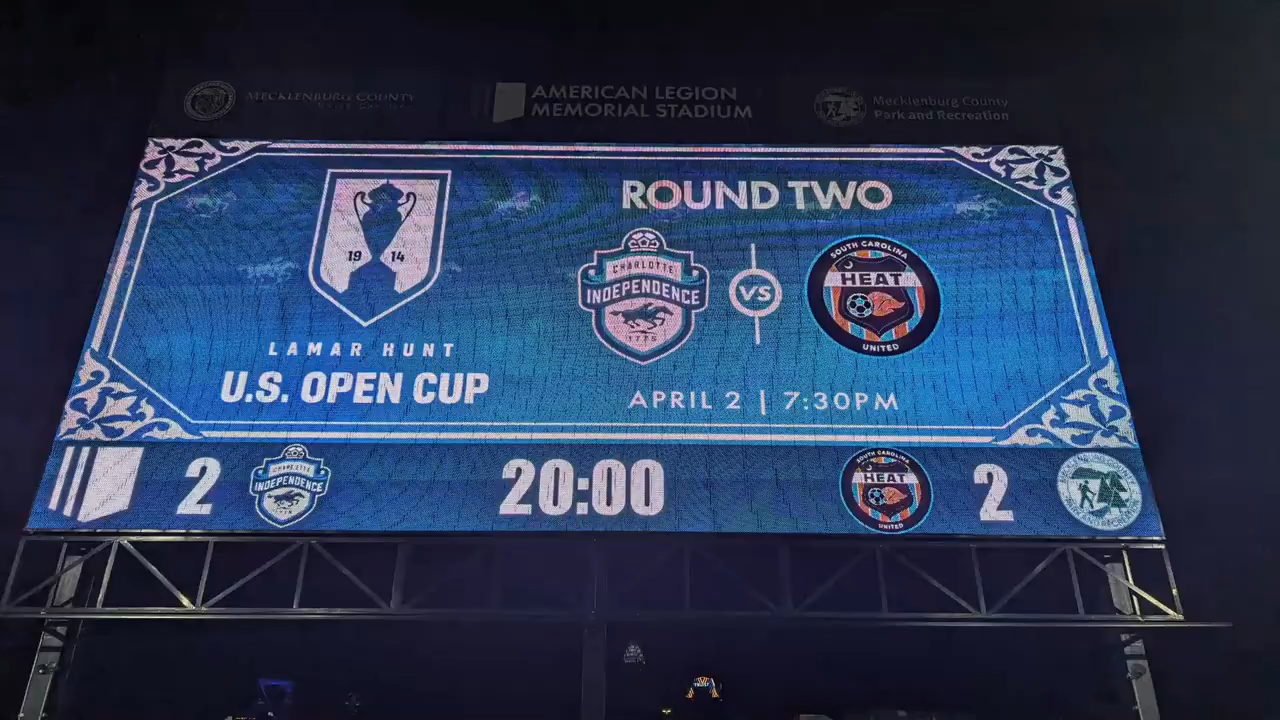 MECKLENBURG COUNTY
AMERICAN LEGION
MEMORIAL STADIUM
Mecklenburg County
Park and Recreation
19 14
LAMAR HUNT
U.S. OPEN CUP
ROUND TWO
CHARLOTTE
INDEPENDENCE
1775
VS
SOUTH CAROLINA
HEAT
UNITED
APRIL 2 | 7:30PM
2
CHARLOTTE
INDEPENDENCE
20:00
SOUTH CAROLINA
HEAT
UNITED
2